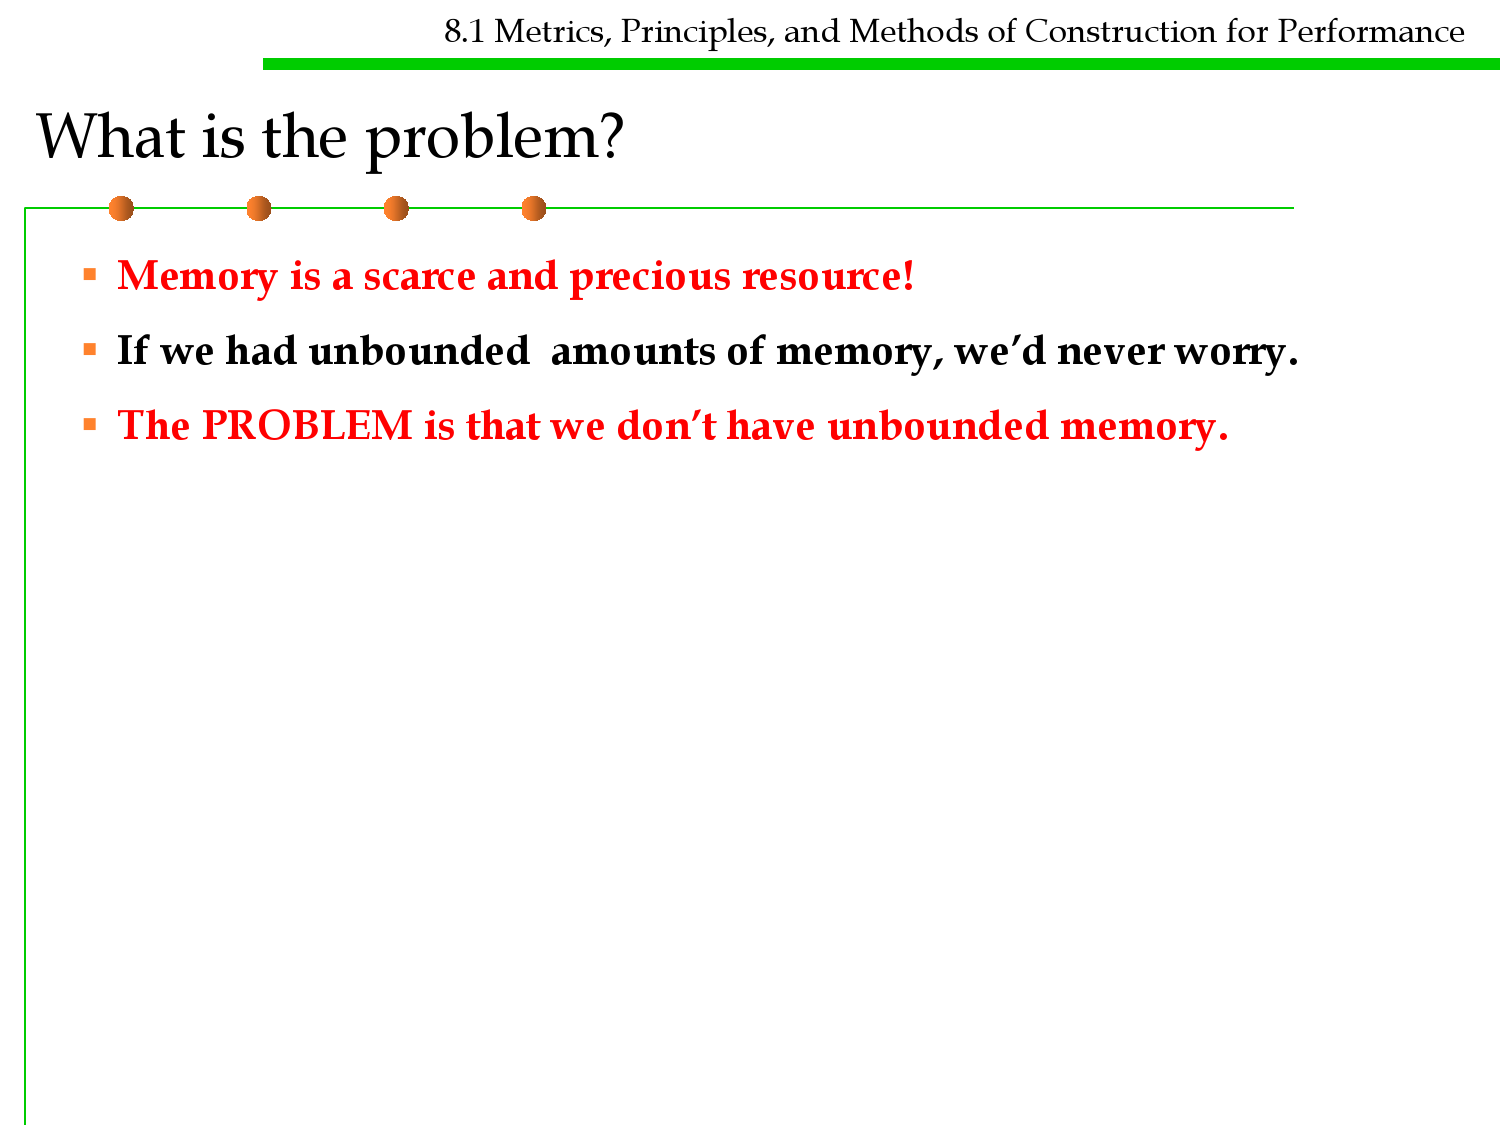 8.1 Metrics, Principles, and Methods of Construction for Performance
What is the problem?
▪ Memory is a scarce and precious resource!
▪ If we had unbounded  amounts of memory, we’d never worry.
▪ The PROBLEM is that we don’t have unbounded memory.